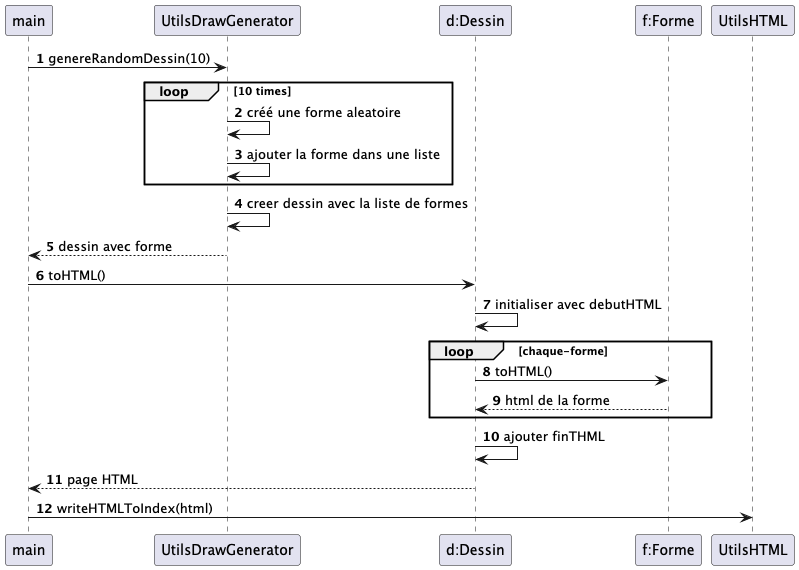 main UtilsDrawGenerator d:Dessin f:Forme UtilsHTML
1 genereRandomDessin(10)
loop [10 times]
2 créé une forme aleatoire
3 ajouter la forme dans une liste
4 creer dessin avec la liste de formes
5 dessin avec forme
6 toHTML()
7 initialiser avec debutHTML
loop [chaque-forme]
8 toHTML()
9 html de la forme
10 ajouter finTHML
11 page HTML
12 writeHTMLToIndex(html)
main UtilsDrawGenerator d:Dessin f:Forme UtilsHTML